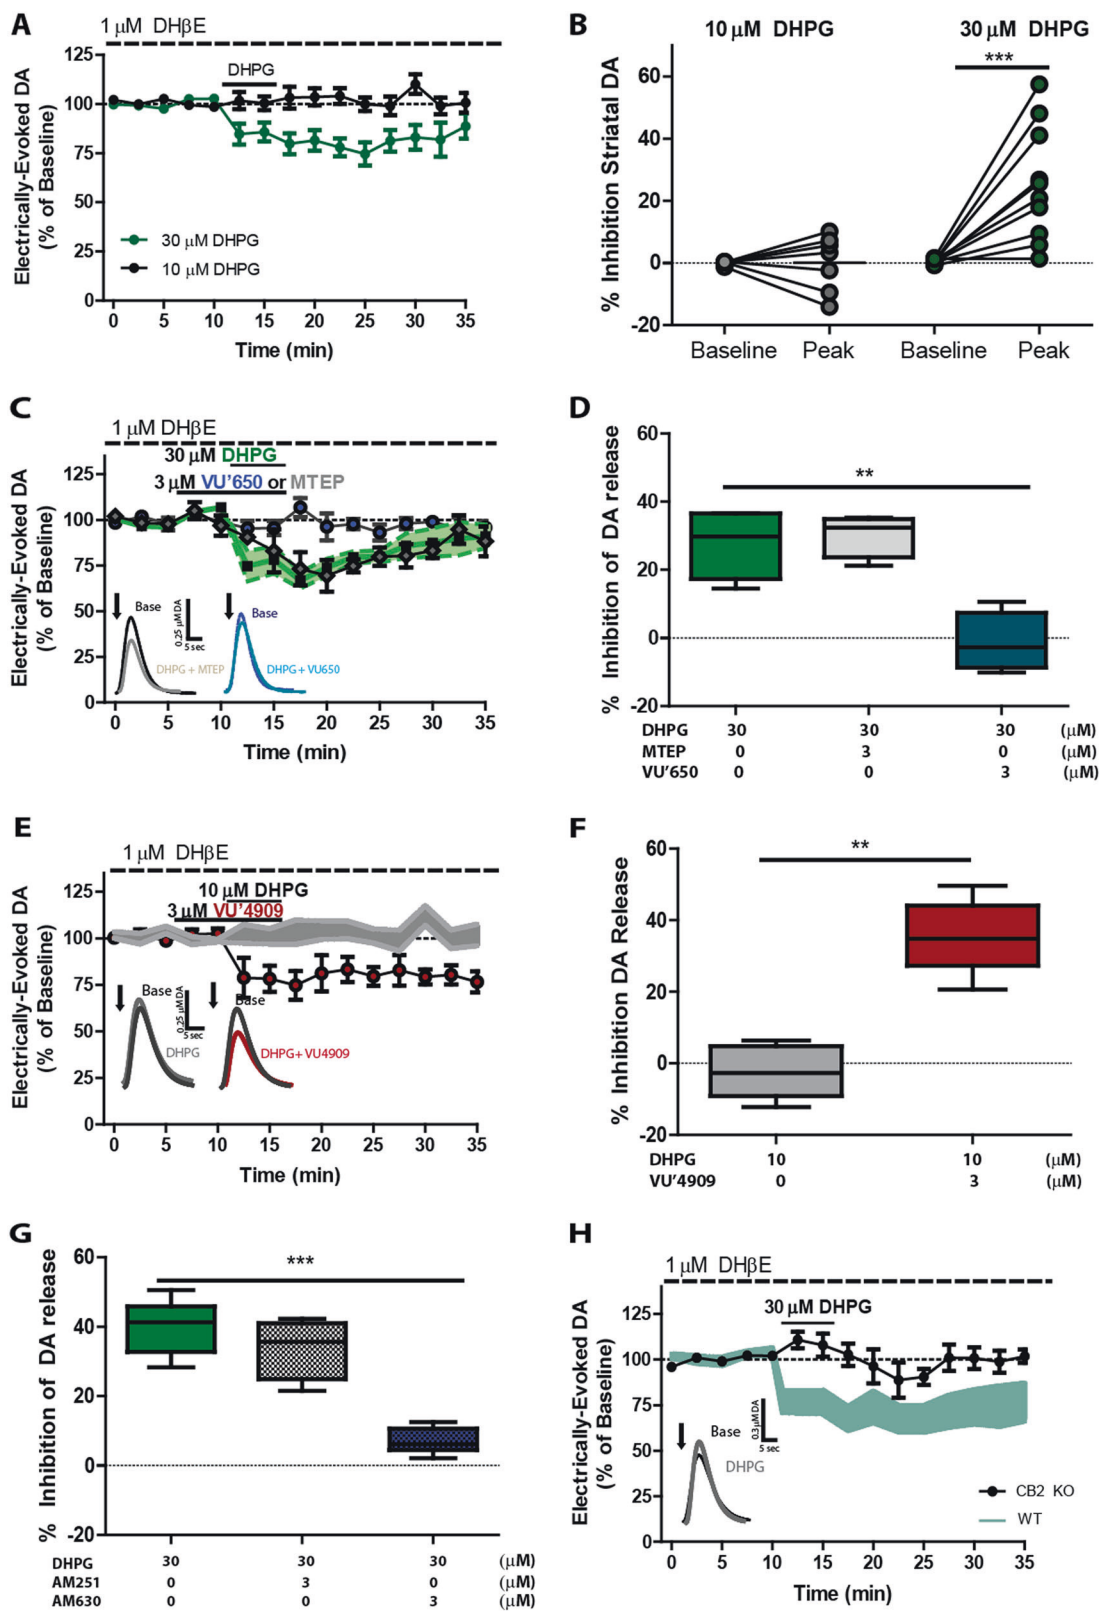 A
1 μM DHβE
DHPG
125
100
75
50
25
0
30 μM DHPG
10 μM DHPG
0 5 10 15 20 25 30 35
Time (min)
Electrically-Evoked DA
(% of Baseline)
B
10 μM DHPG 30 μM DHPG
***
60
40
20
0
-20
Baseline Peak Baseline Peak
% Inhibition Striatal DA
C
1 μM DHβE
30 μM DHPG
3 μM VU'650 or MTEP
125
100
75
50
25
0
Base
0.25 μM DA
5 sec
DHPG + MTEP
Base
DHPG + VU650
0 5 10 15 20 25 30 35
Time (min)
Electrically-Evoked DA
(% of Baseline)
D
**
60
40
20
0
-20
% Inhibition of DA release
DHPG 30 30 30 (μM)
MTEP 0 3 0 (μM)
VU'650 0 0 3 (μM)
E
1 μM DHβE
10 μM DHPG
3 μM VU'4909
125
100
75
50
25
0
Base
0.25 μM DA
5 sec
DHPG
Base
DHPG+ VU4909
0 5 10 15 20 25 30 35
Time (min)
Electrically-Evoked DA
(% of Baseline)
F
**
60
40
20
0
-20
% Inhibition DA Release
DHPG 10 10 (μM)
VU'4909 0 3 (μM)
G
***
60
40
20
0
-20
% Inhibition of DA release
DHPG 30 30 30 (μM)
AM251 0 3 0 (μM)
AM630 0 0 3 (μM)
H
1 μM DHβE
30 μM DHPG
125
100
75
50
25
0
Base
DHPG
0.3 μM DA
5 sec
CB2 KO
WT
0 5 10 15 20 25 30 35
Time (min)
Electrically-Evoked DA
(% of Baseline)